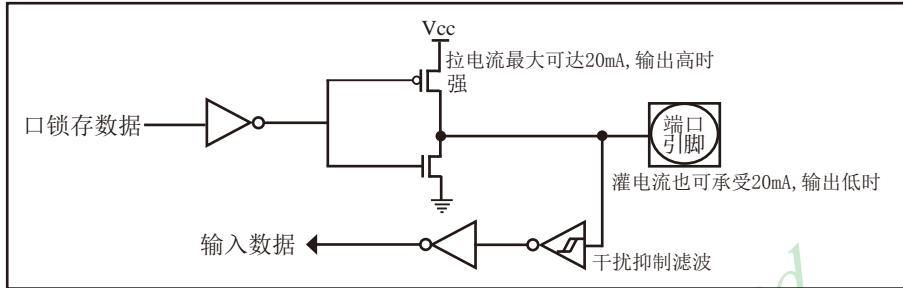 Vcc
拉电流最大可达20mA,输出高时
强
口锁存数据
端口
引脚
灌电流也可承受20mA,输出低时
输入数据
干扰抑制滤波